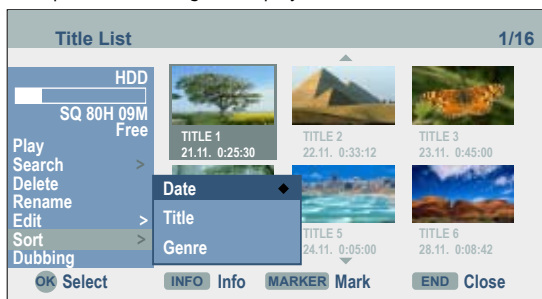 Title List 1/16
HDD
SQ 80H 09M
Free
Play
Search >
Delete
Rename
Edit >
Sort >
Dubbing
Date
Title
Genre
TITLE 1
21.11. 0:25:30
TITLE 2
22.11. 0:33:12
TITLE 3
23.11. 0:45:00
TITLE 5
24.11. 0:05:00
TITLE 6
28.11. 0:08:42
OK Select INFO Info MARKER Mark END Close